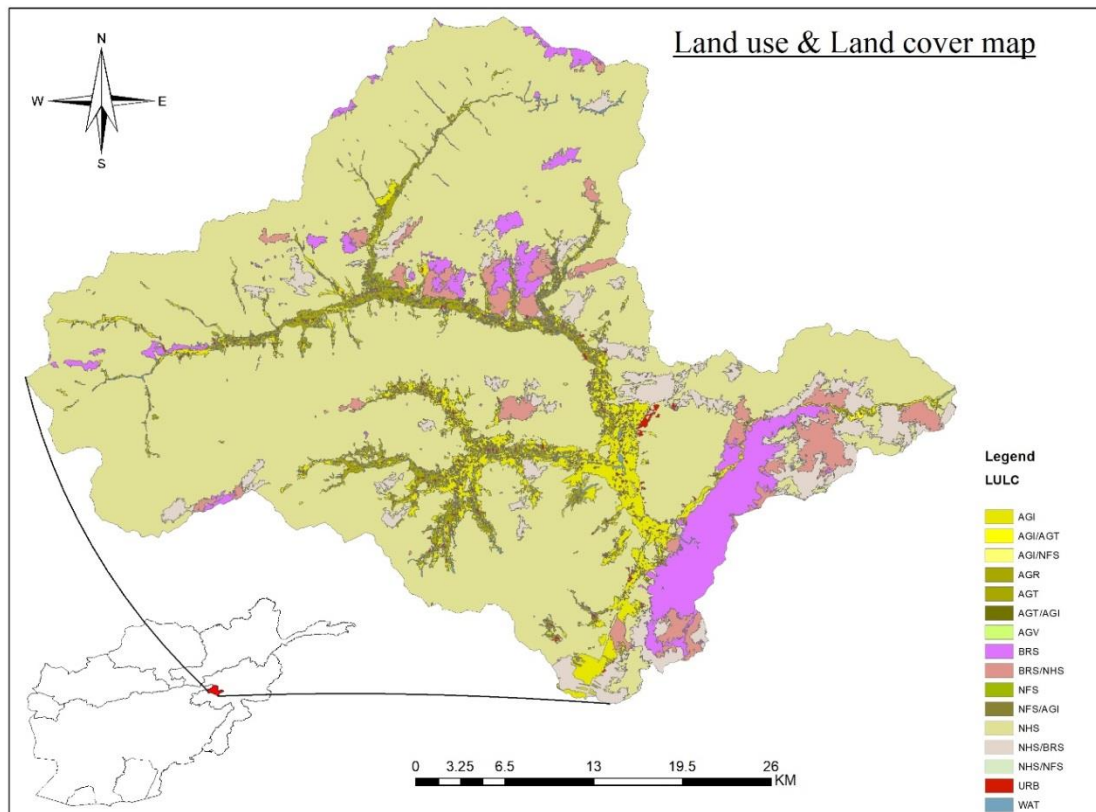 Land use & Land cover map
N
W E
S
Legend
LULC
AGI
AGI/AGT
AGI/NFS
AGR
AGT
AGT/AGI
AGV
BRS
BRS/NHS
NFS
NFS/AGI
NHS
NHS/BRS
NHS/NFS
URB
WAT
0 3.25 6.5 13 19.5 26
KM